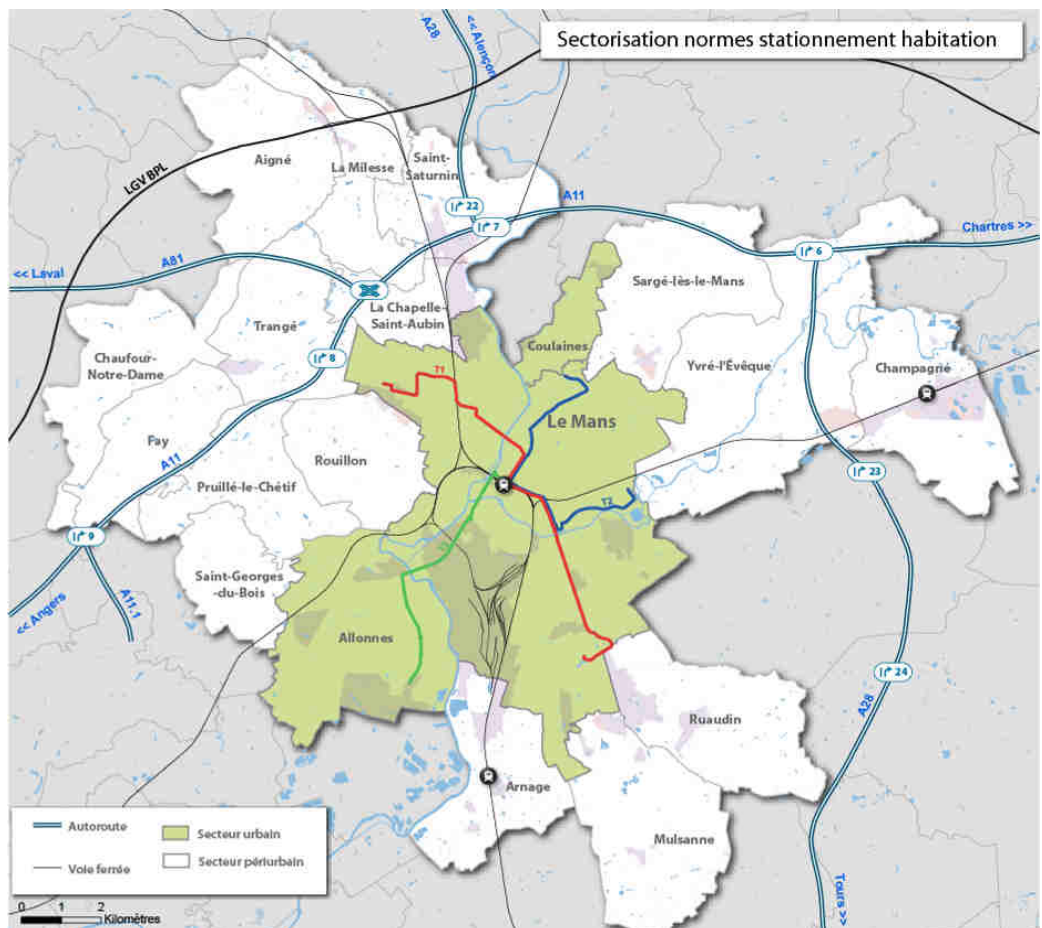 Sectorisation normes stationnement habitation
A28
<< Alençon
LGV BPL
Aigné
La Milesse
Saint-
Saturnin
22
7
A11
6
Chartres >>
<< Laval
A81
Sargé-lès-le-Mans
La Chapelle-
Saint-Aubin
Trangé
8
Coulaines
Chaufour-
Notre-Dame
Yvré-l'Évêque
Champagné
T1
Le Mans
Fay
A11
Rouillon
Pruillé-le-Chétif
23
T2
9
Saint-Georges
-du-Bois
<< Angers
A11.1
Allonnes
24
A28
Ruaudin
Arnage
Mulsanne
Tours >>
Autoroute
Secteur urbain
Voie ferrée
Secteur périurbain
0 1 2
Kilomètres